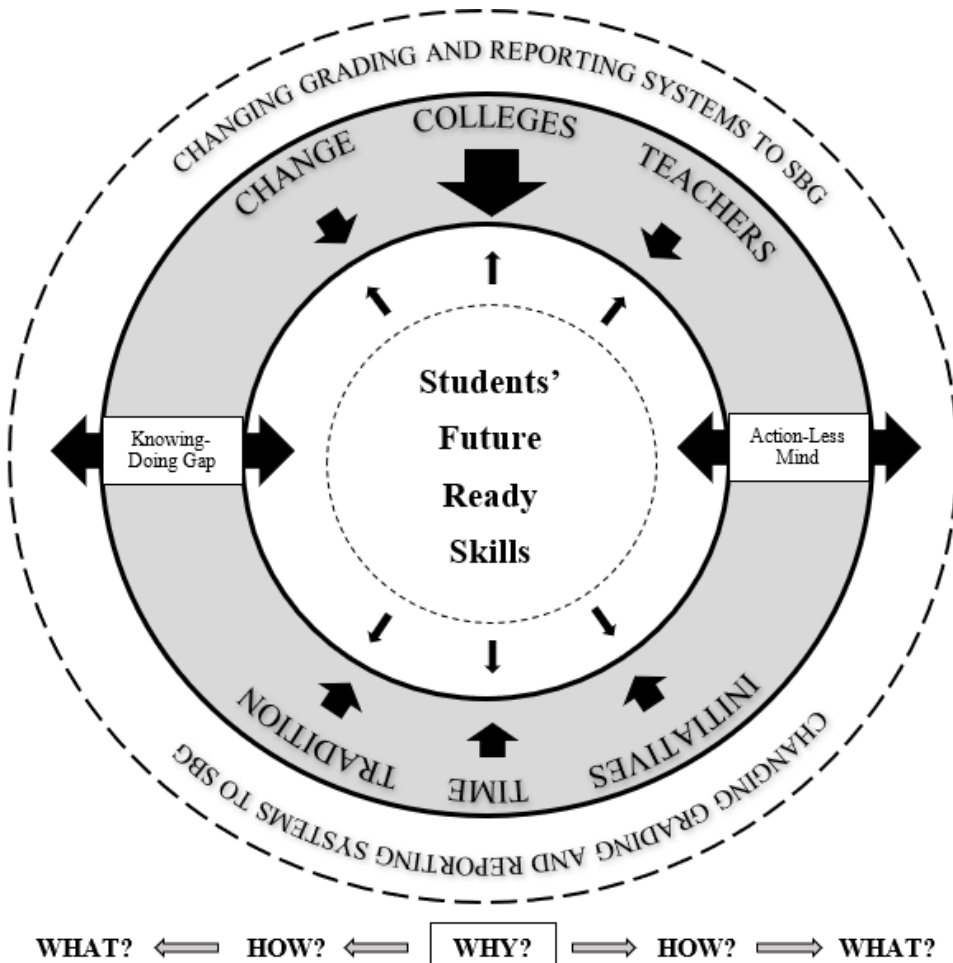 CHANGING GRADING AND REPORTING SYSTEMS TO SBG
CHANGE
COLLEGES
TEACHERS
Knowing-
Doing Gap
Students’
Future
Ready
Skills
Action-Less
Mind
TRADITION
TIME
INITIATIVES
CHANGING GRADING AND REPORTING SYSTEMS TO SBG
WHAT? HOW? WHY? HOW? WHAT?